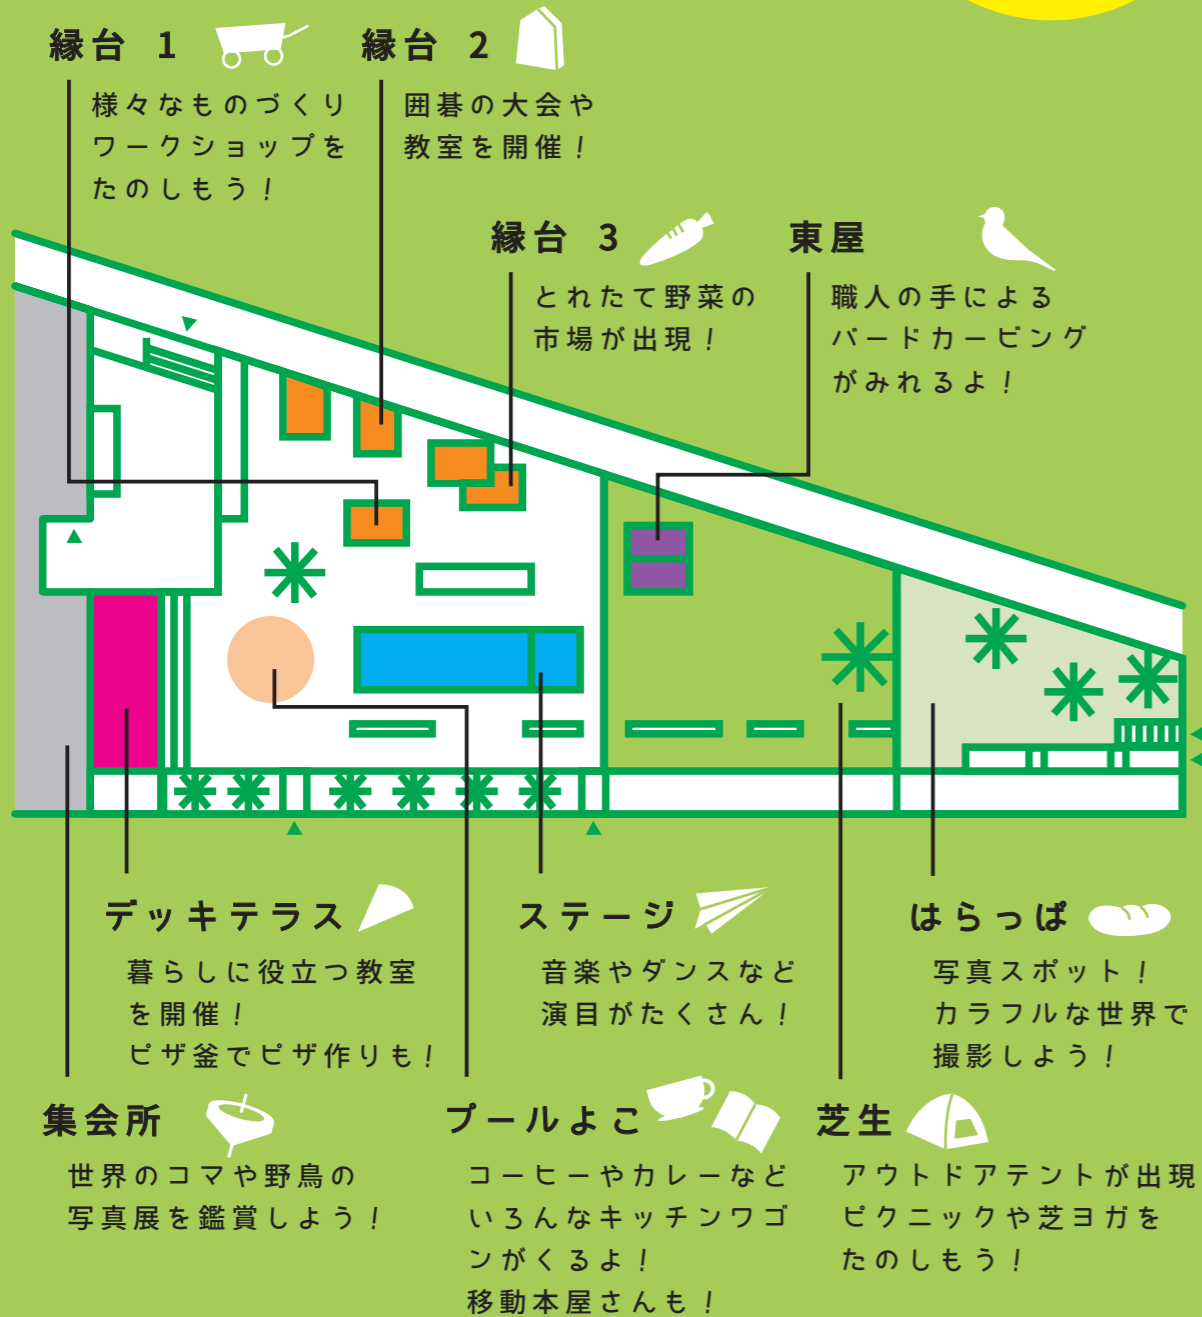 縁台 1
様々なものづくり
ワークショップを
たのしもう！
縁台 2
囲碁の大会や
教室を開催！
縁台 3
とれたて野菜の
市場が出現！
東屋
職人の手による
バードカービング
がみれるよ！
デッキテラス
暮らしに役立つ教室
を開催！
ピザ釜でピザ作りも！
ステージ
音楽やダンスなど
演目がたくさん！
はらっぱ
写真スポット！
カラフルな世界で
撮影しよう！
集会所
世界のコマや野鳥の
写真展を鑑賞しよう！
プールよこ
コーヒーやカレーなど
いろんなキッチンワゴ
ンがくるよ！
移動本屋さんも！
芝生
アウトドアテントが出現
ピクニックや芝ヨガを
たのしもう！